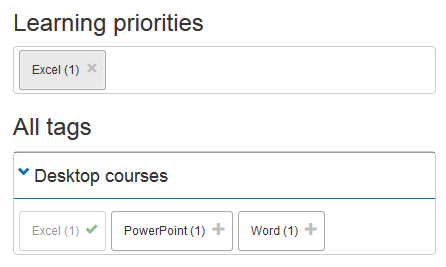 Learning priorities
Excel (1)
All tags
Desktop courses
Excel (1) PowerPoint (1) Word (1)